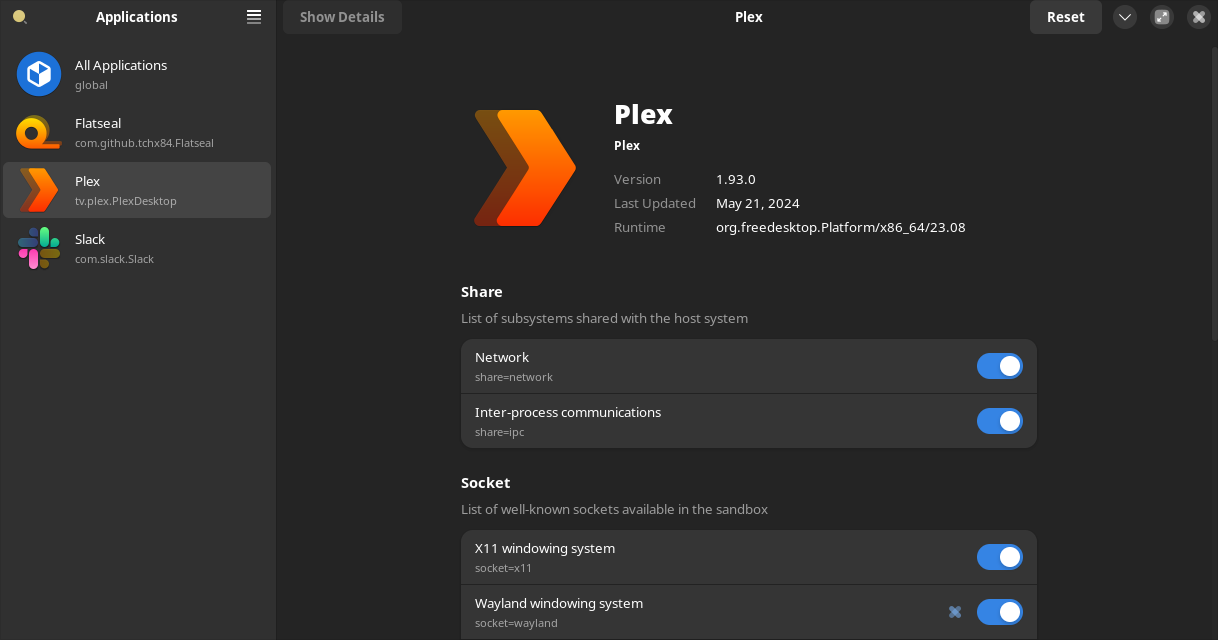 Applications
Show Details
Plex
Reset
All Applications
global
Flatseal
com.github.tchx84.Flatseal
Plex
tv.plex.PlexDesktop
Slack
com.slack.Slack
Plex
Plex
Version 1.93.0
Last Updated May 21, 2024
Runtime org.freedesktop.Platform/x86_64/23.08
Share
List of subsystems shared with the host system
Network
share=network
Inter-process communications
share=ipc
Socket
List of well-known sockets available in the sandbox
X11 windowing system
socket=x11
Wayland windowing system
socket=wayland